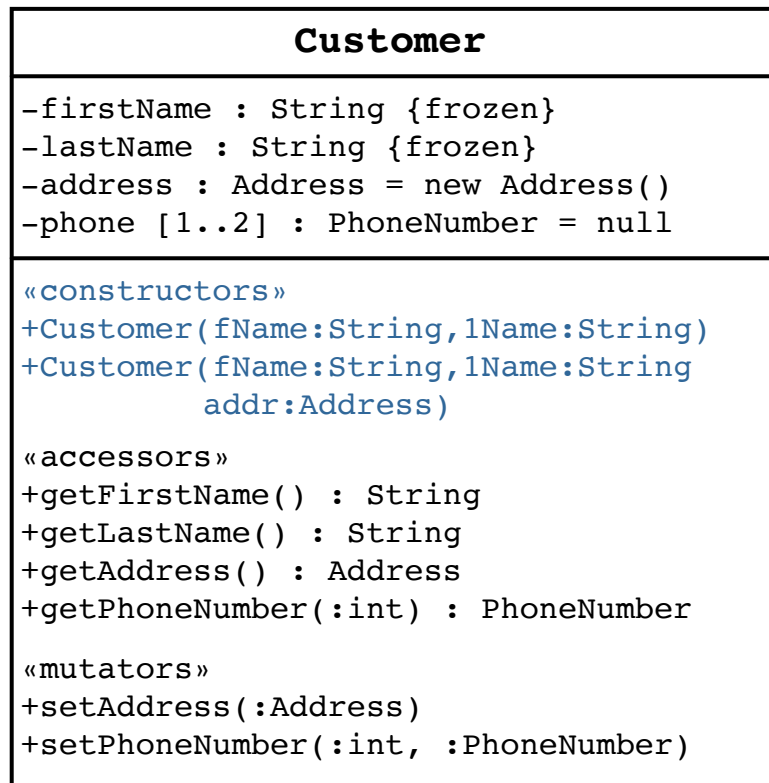 Customer
-firstName : String {frozen}
-lastName : String {frozen}
-address : Address = new Address()
-phone [1..2] : PhoneNumber = null
«constructors»
+Customer(fName:String,1Name:String)
+Customer(fName:String,1Name:String
addr:Address)
«accessors»
+getFirstName() : String
+getLastName() : String
+getAddress() : Address
+getPhoneNumber(:int) : PhoneNumber
«mutators»
+setAddress(:Address)
+setPhoneNumber(:int, :PhoneNumber)